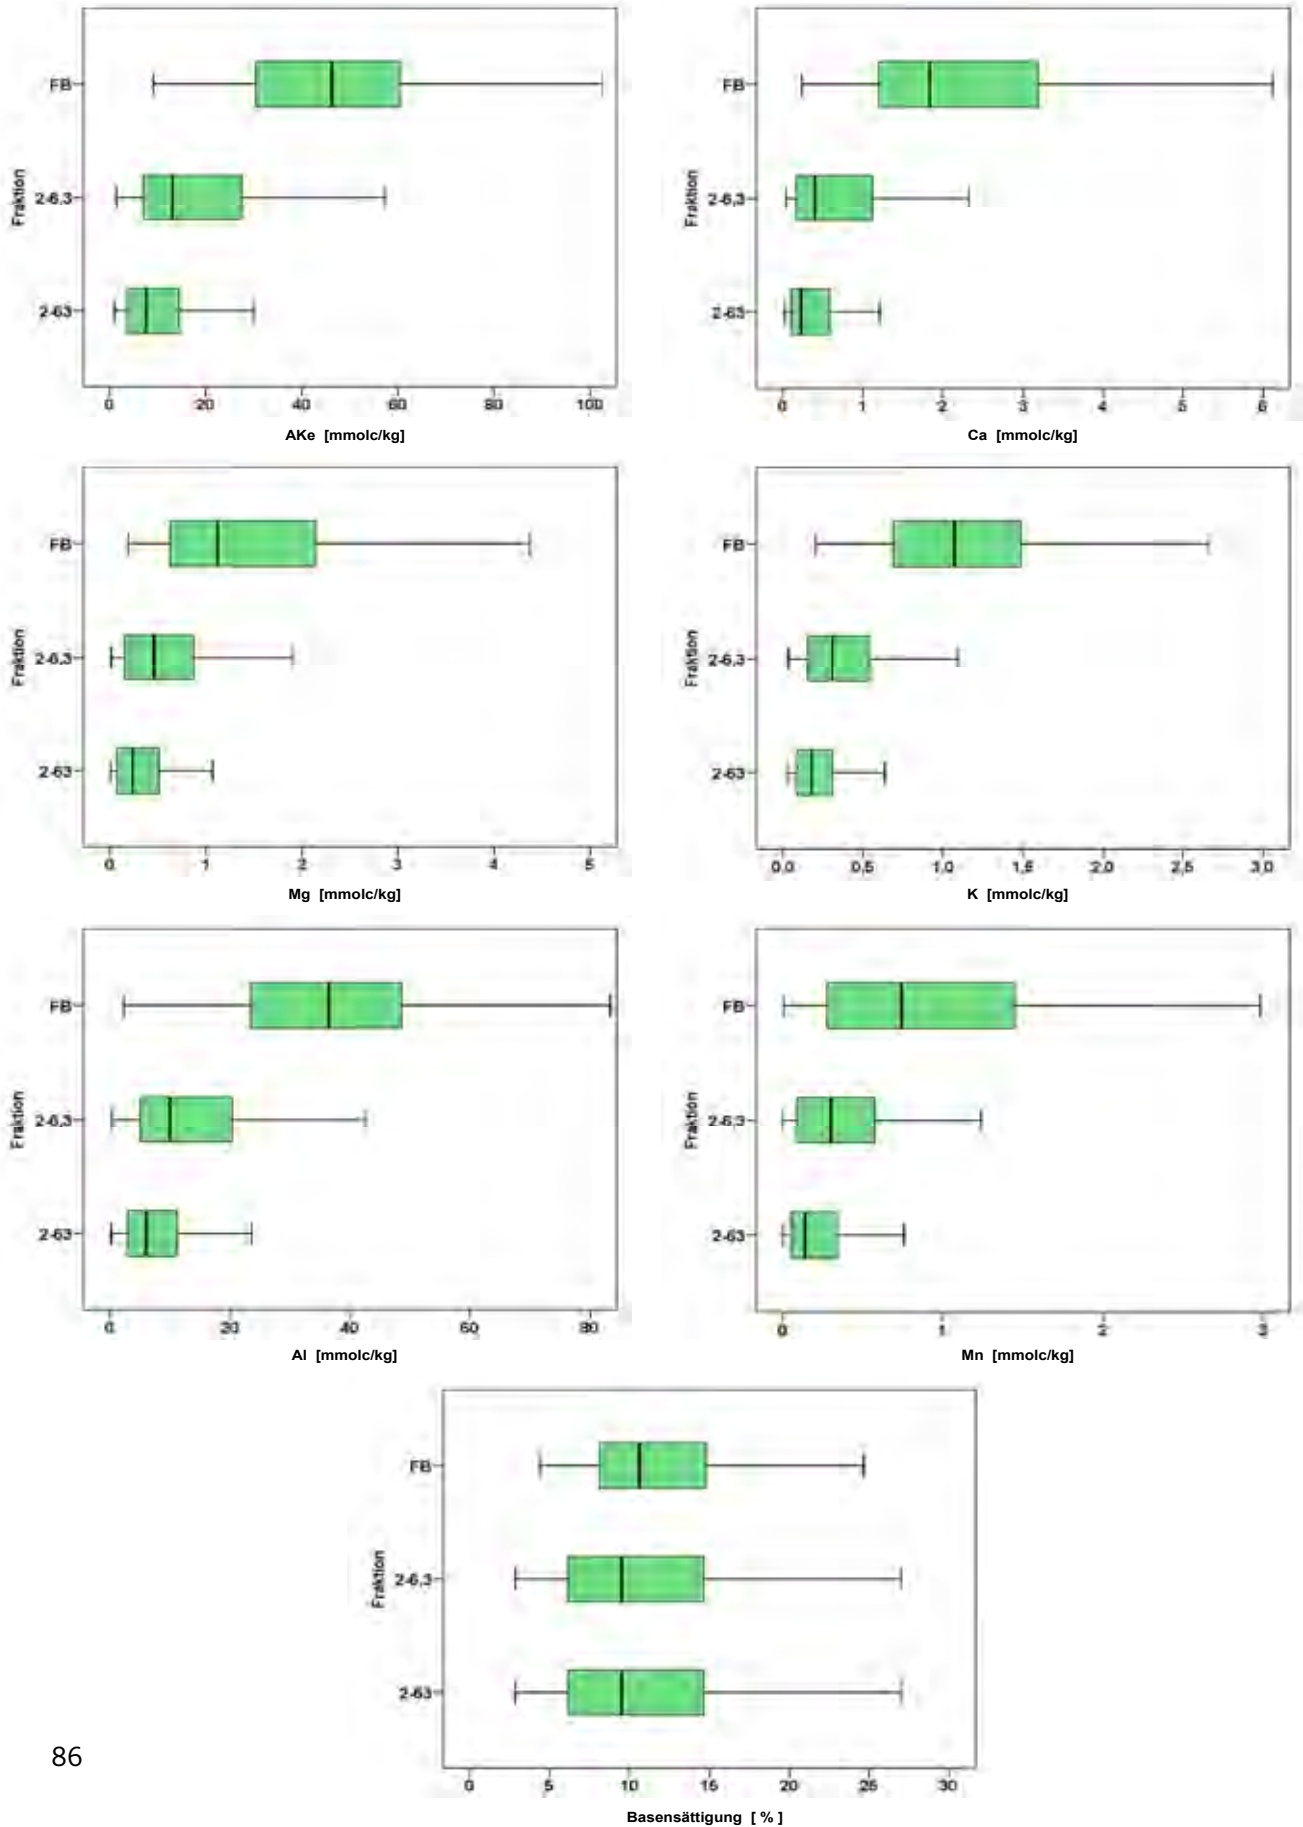 FB
Fraktion
2-6,3
2-63
0 20 40 60 80 100
AKe [mmolc/kg]
FB
Fraktion
2-6,3
2-63
0 1 2 3 4 5 6
Ca [mmolc/kg]
FB
Fraktion
2-6,3
2-63
0 1 2 3 4 5
Mg [mmolc/kg]
FB
Fraktion
2-6,3
2-63
0,0 0,5 1,0 1,5 2,0 2,5 3,0
K [mmolc/kg]
FB
Fraktion
2-6,3
2-63
0 20 40 60 80
Al [mmolc/kg]
FB
Fraktion
2-6,3
2-63
0 1 2 3
Mn [mmolc/kg]
FB
Fraktion
2-6,3
2-63
0 5 10 15 20 25 30
Basensättigung [ % ]
86